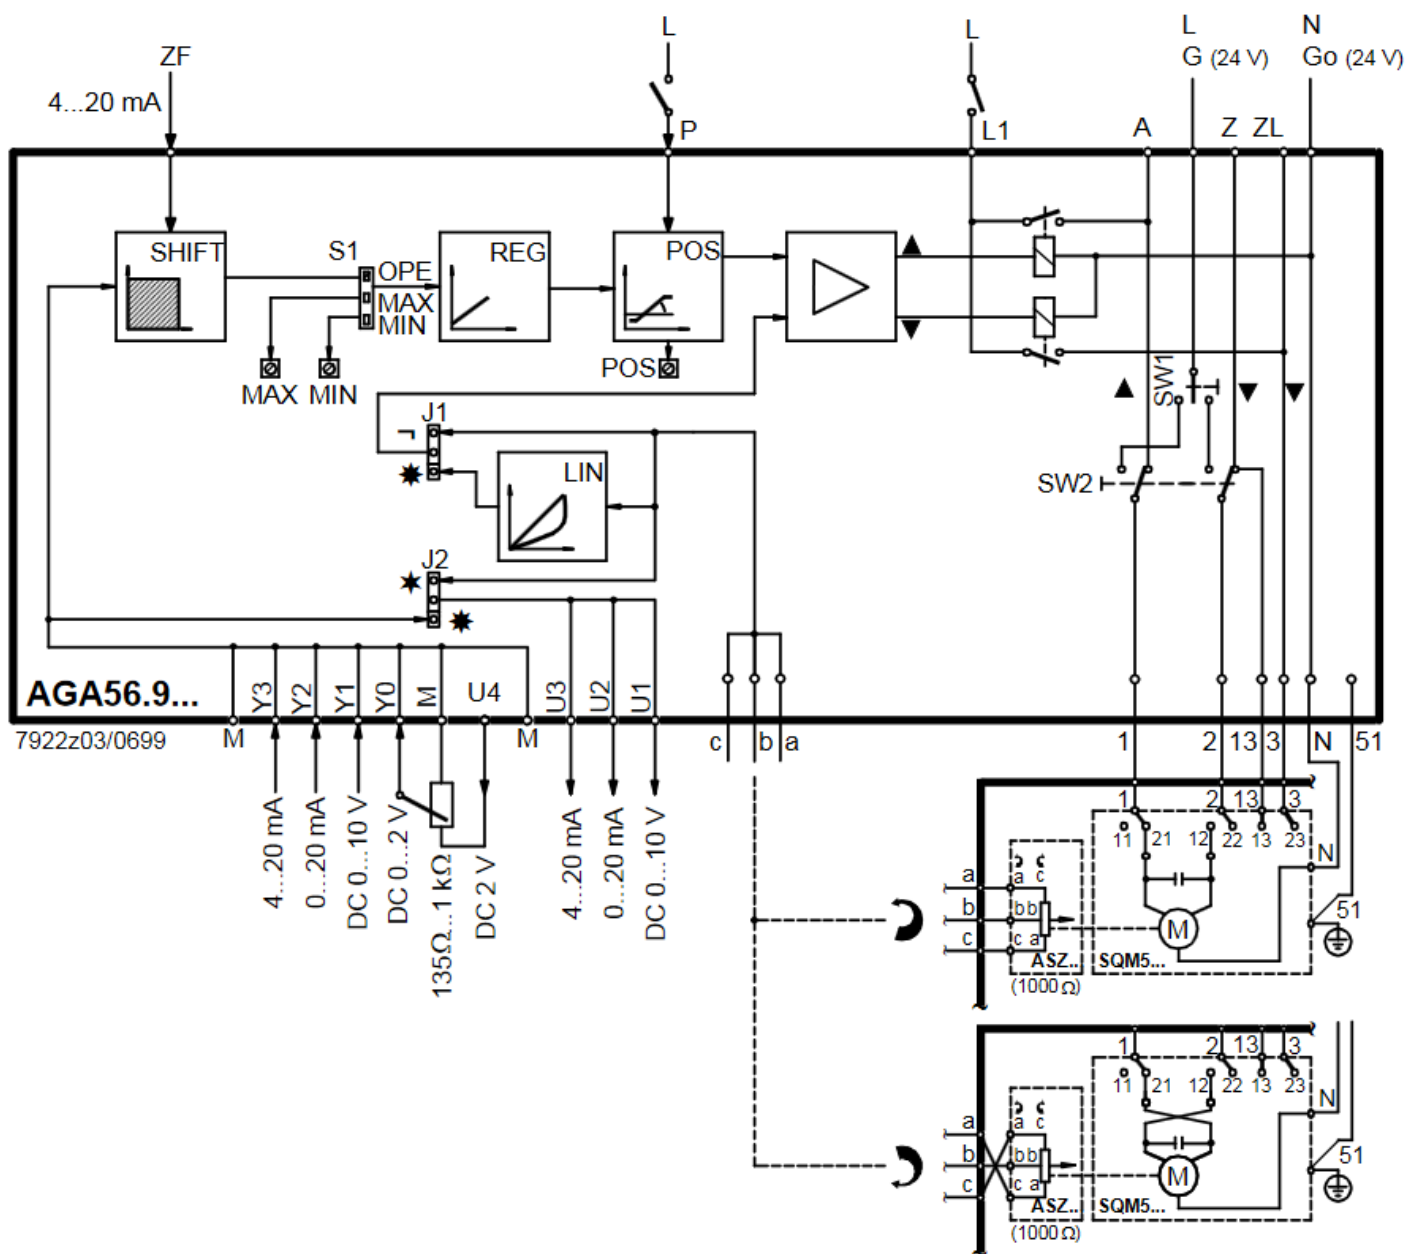 L
L
L
N
ZF
G (24 V)
Go (24 V)
4...20 mA
P
L1
A
Z
ZL
SHIFT
S1
OPE
MAX
MIN
REG
POS
MAX
MIN
POS
SW1
J1
LIN
SW2
J2
AGA56.9...
Y3
Y2
Y1
Y0
M
U4
U3
U2
U1
7922z03/0699
M
M
c
b
a
1
2
13
3
N
51
4...20 mA
0...20 mA
DC 0...10 V
DC 0...2 V
135Ω...1 kΩ
DC 2 V
4...20 mA
0...20 mA
DC 0...10 V
1
2
13
3
11
21
12
22
13
23
N
a
a
c
b
b
b
c
c
a
M
51
ASZ..
SQM5...
(1000 Ω)
1
2
13
3
11
21
12
22
13
23
N
a
a
c
b
b
b
c
c
a
M
51
ASZ..
SQM5...
(1000 Ω)